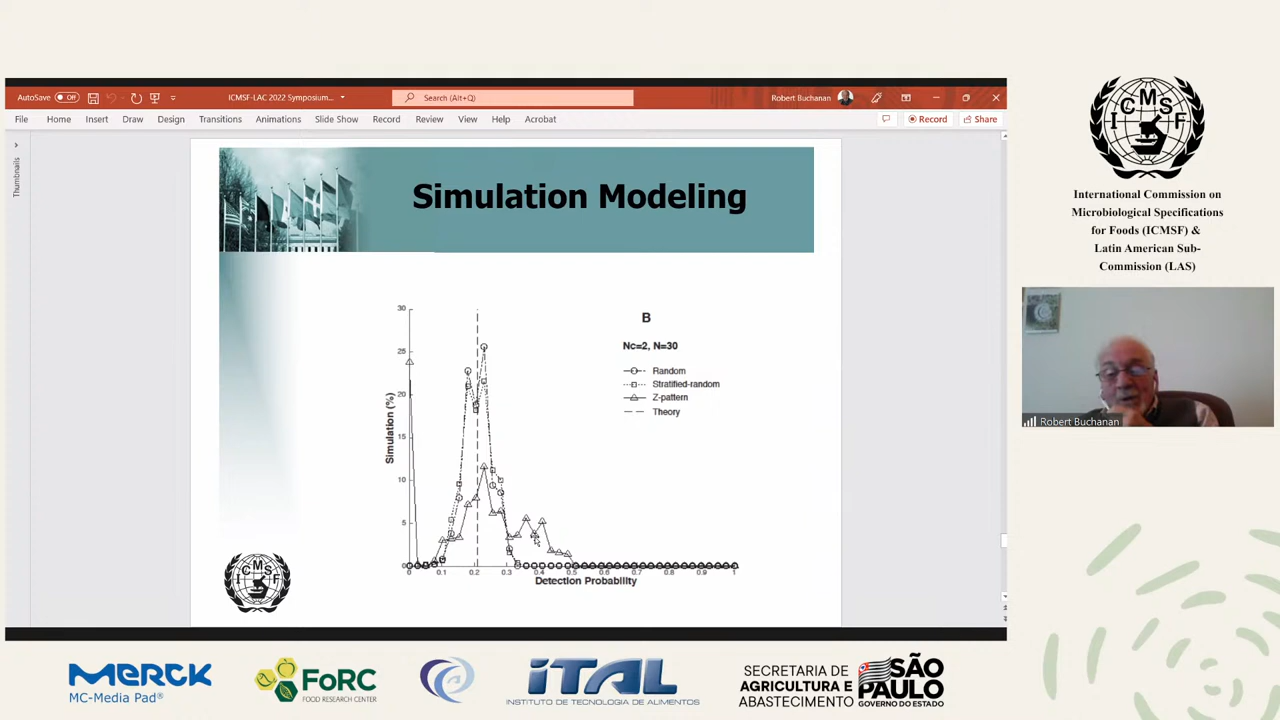 AutoSave Off
ICMSF-LAC 2022 Symposium...
Search (Alt+Q)
Robert Buchanan
File Home Insert Draw Design Transitions Animations Slide Show Record Review View Help Acrobat
Record Share
Thumbnails
Simulation Modeling
B
Nc=2, N=30
Random
Stratified-random
Z-pattern
Theory
Simulation (%)
30
25
20
15
10
5
0
0 0.1 0.2 0.3 0.4 0.5 0.6 0.7 0.8 0.9 1
Detection Probability
ICMSF
ICMSF
International Commission on
Microbiological Specifications
for Foods (ICMSF) &
Latin American Sub-
Commission (LAS)
Robert Buchanan
MERCK
MC-Media Pad®
FoRC
FOOD RESEARCH CENTER
iTAL
INSTITUTO DE TECNOLOGIA DE ALIMENTOS
SECRETARIA DE
AGRICULTURA E
ABASTECIMENTO
SÃO
PAULO
GOVERNO DO ESTADO